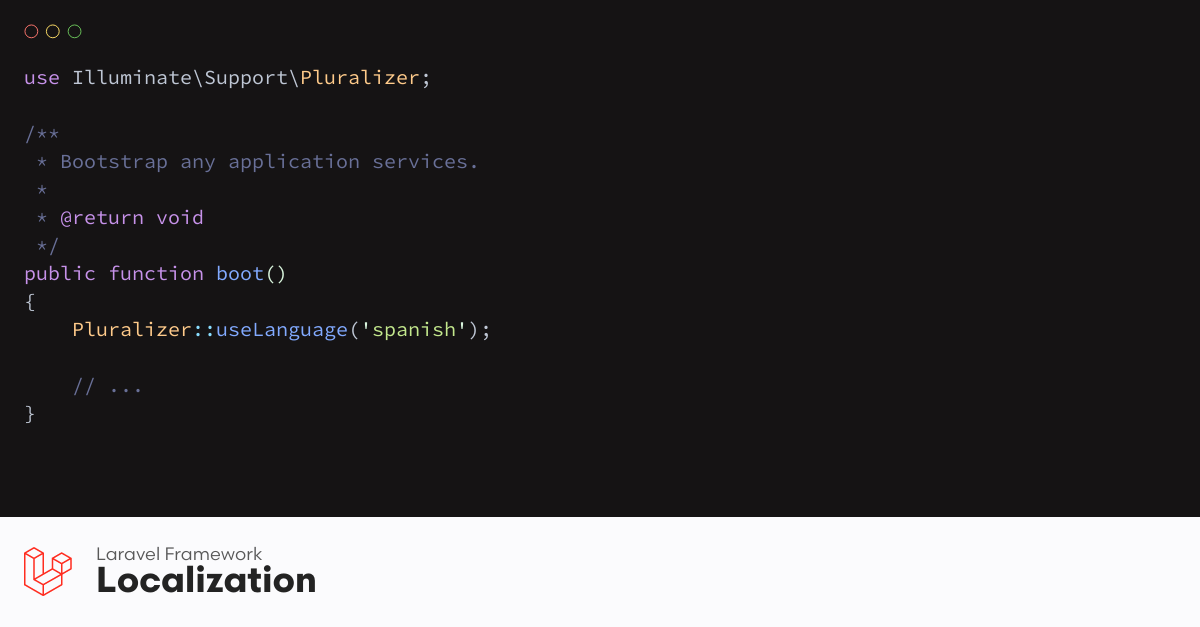 use Illuminate\Support\Pluralizer;
/**
 * Bootstrap any application services.
 *
 * @return void
 */
public function boot()
{
    Pluralizer::useLanguage('spanish');
    // ...
}
Laravel Framework
Localization